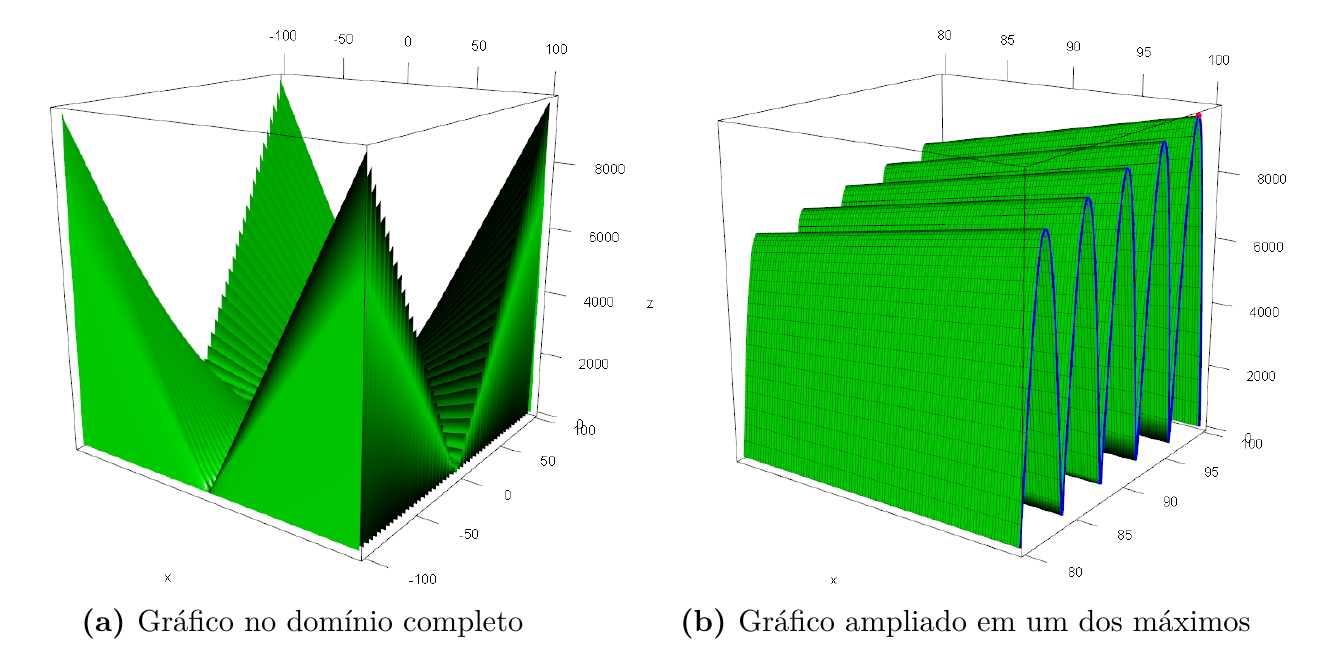 -100 -50 0 50 100
8000
6000
4000
2000
0
100
50
0
-50
-100
x
z
80 85 90 95 100
8000
6000
4000
2000
0
100
95
90
85
80
x
(a) Gráfico no domínio completo
(b) Gráfico ampliado em um dos máximos